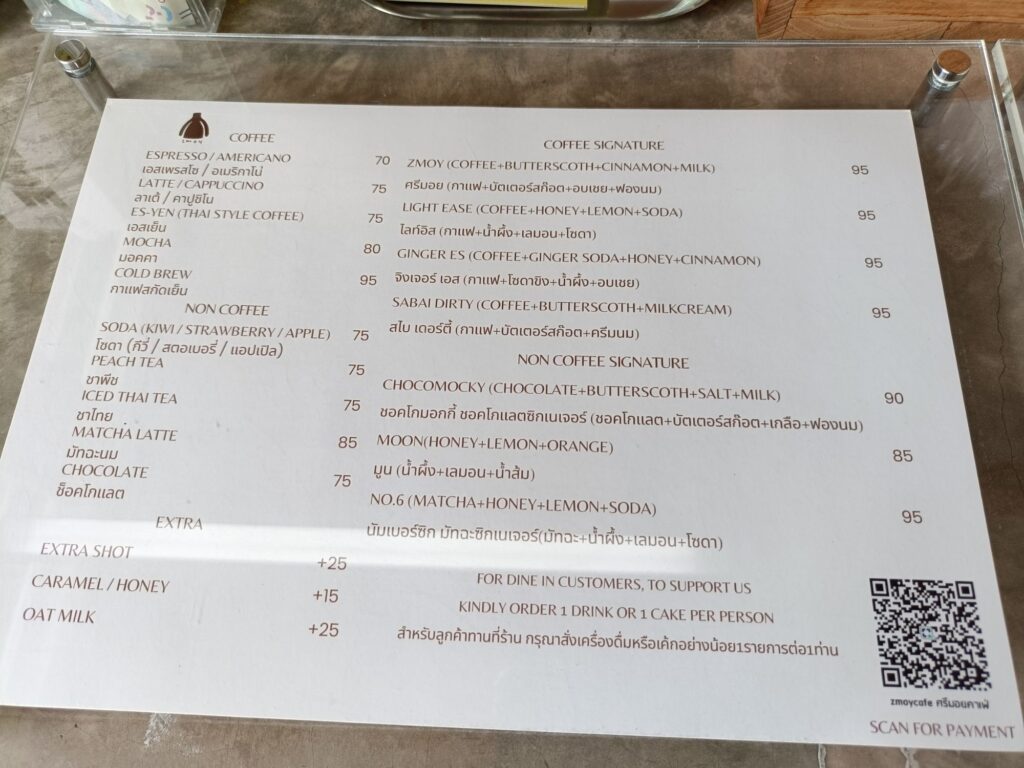 zmoy
COFFEE
ESPRESSO / AMERICANO 70
เอสเพรสโซ / อเมริกาโน่
LATTE / CAPPUCCINO 75
ลาเต้ / คาปูชิโน
ES-YEN (THAI STYLE COFFEE) 75
เอสเย็น
MOCHA 80
มอคคา
COLD BREW 95
กาแฟสกัดเย็น
NON COFFEE
SODA (KIWI / STRAWBERRY / APPLE) 75
โซดา (กีวี่ / สตอเบอรี่ / แอปเปิล)
PEACH TEA 75
ชาพีช
ICED THAI TEA 75
ชาไทย
MATCHA LATTE 85
มัทฉะนม
CHOCOLATE 75
ช็อคโกแลต
EXTRA
EXTRA SHOT +25
CARAMEL / HONEY +15
OAT MILK +25
COFFEE SIGNATURE
ZMOY (COFFEE+BUTTERSCOTH+CINNAMON+MILK) 95
ศรีมอย (กาแฟ+บัตเตอร์สก๊อต+อบเชย+ฟองนม)
LIGHT EASE (COFFEE+HONEY+LEMON+SODA) 95
ไลท์อิส (กาแฟ+น้ำผึ้ง+เลมอน+โซดา)
GINGER ES (COFFEE+GINGER SODA+HONEY+CINNAMON) 95
จิงเจอร์ เอส (กาแฟ+โซดาขิง+น้ำผึ้ง+อบเชย)
SABAI DIRTY (COFFEE+BUTTERSCOTH+MILKCREAM) 95
สไบ เดอร์ตี้ (กาแฟ+บัตเตอร์สก๊อต+ครีมนม)
NON COFFEE SIGNATURE
CHOCOMOCKY (CHOCOLATE+BUTTERSCOTH+SALT+MILK) 90
ชอคโกมอกกี้ ชอคโกแลตซิกเนเจอร์ (ชอคโกแลต+บัตเตอร์สก๊อต+เกลือ+ฟองนม)
MOON(HONEY+LEMON+ORANGE) 85
มูน (น้ำผึ้ง+เลมอน+น้ำส้ม)
NO.6 (MATCHA+HONEY+LEMON+SODA) 95
นัมเบอร์ซิก มัทฉะซิกเนเจอร์(มัทฉะ+น้ำผึ้ง+เลมอน+โซดา)
FOR DINE IN CUSTOMERS, TO SUPPORT US
KINDLY ORDER 1 DRINK OR 1 CAKE PER PERSON
สำหรับลูกค้าทานที่ร้าน กรุณาสั่งเครื่องดื่มหรือเค้กอย่างน้อย1รายการต่อ1ท่าน
zmoycafe ศรีมอยคาเฟ่
SCAN FOR PAYMENT